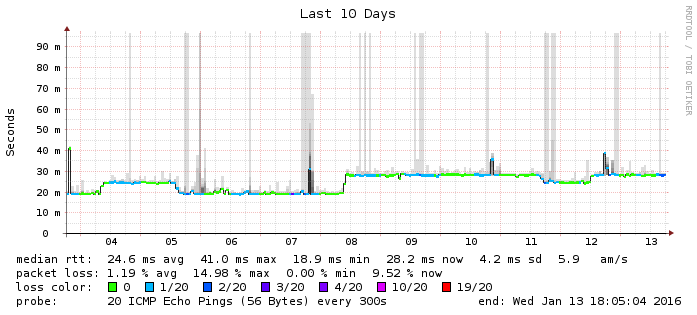 Last 10 Days
RRDTOOL / TOBI OETIKER
Seconds
90 m
80 m
70 m
60 m
50 m
40 m
30 m
20 m
10 m
0
04 05 06 07 08 09 10 11 12 13
median rtt: 24.6 ms avg 41.0 ms max 18.9 ms min 28.2 ms now 4.2 ms sd 5.9 am/s
packet loss: 1.19 % avg 14.98 % max 0.00 % min 9.52 % now
loss color: 0 1/20 2/20 3/20 4/20 10/20 19/20
probe: 20 ICMP Echo Pings (56 Bytes) every 300s end: Wed Jan 13 18:05:04 2016